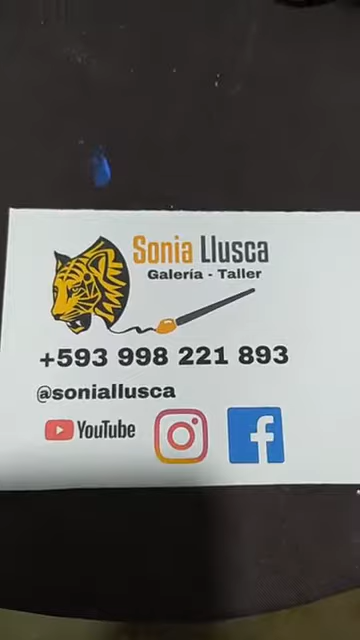 Sonia Llusca
Galería - Taller
+593 998 221 893
@soniallusca
YouTube